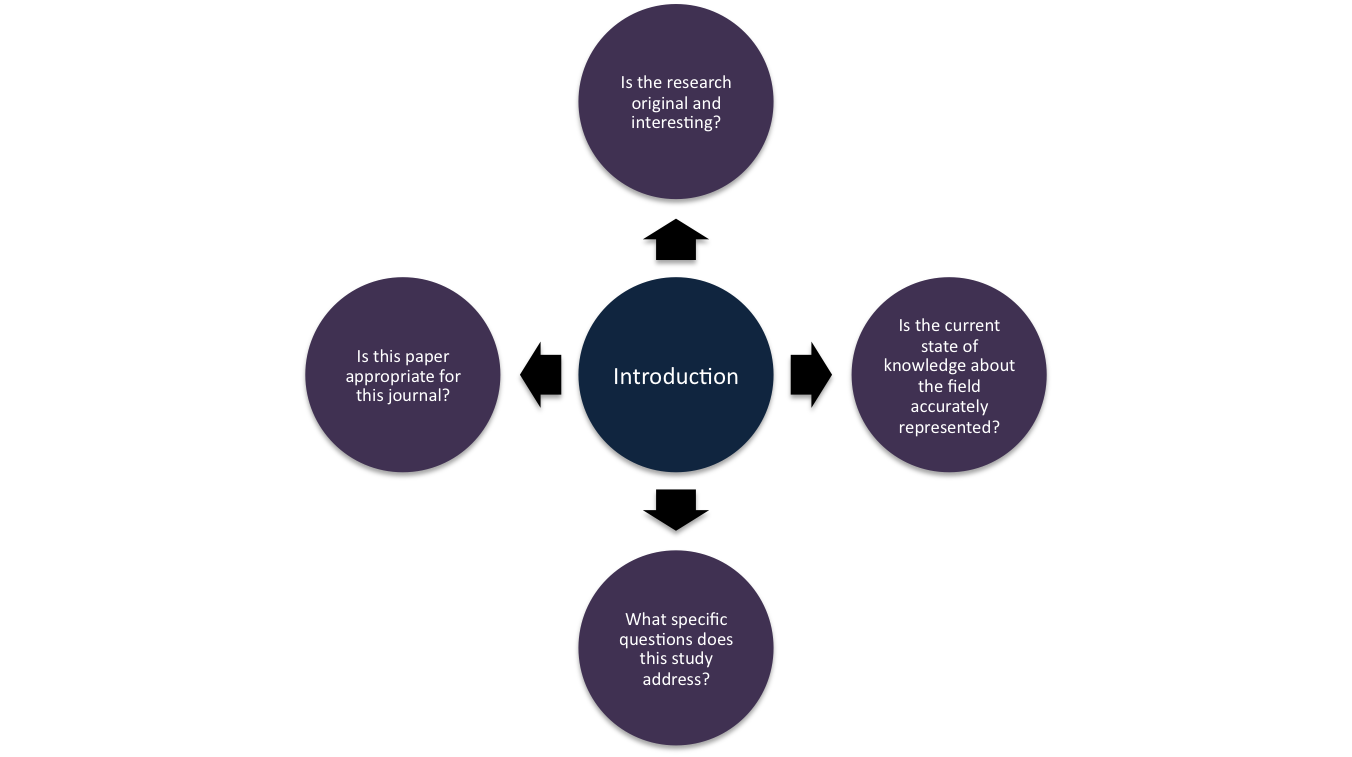 Is the research
original and
interesting?
Is this paper
appropriate for
this journal?
Introduction
Is the current
state of
knowledge about
the field
accurately
represented?
What specific
questions does
this study
address?